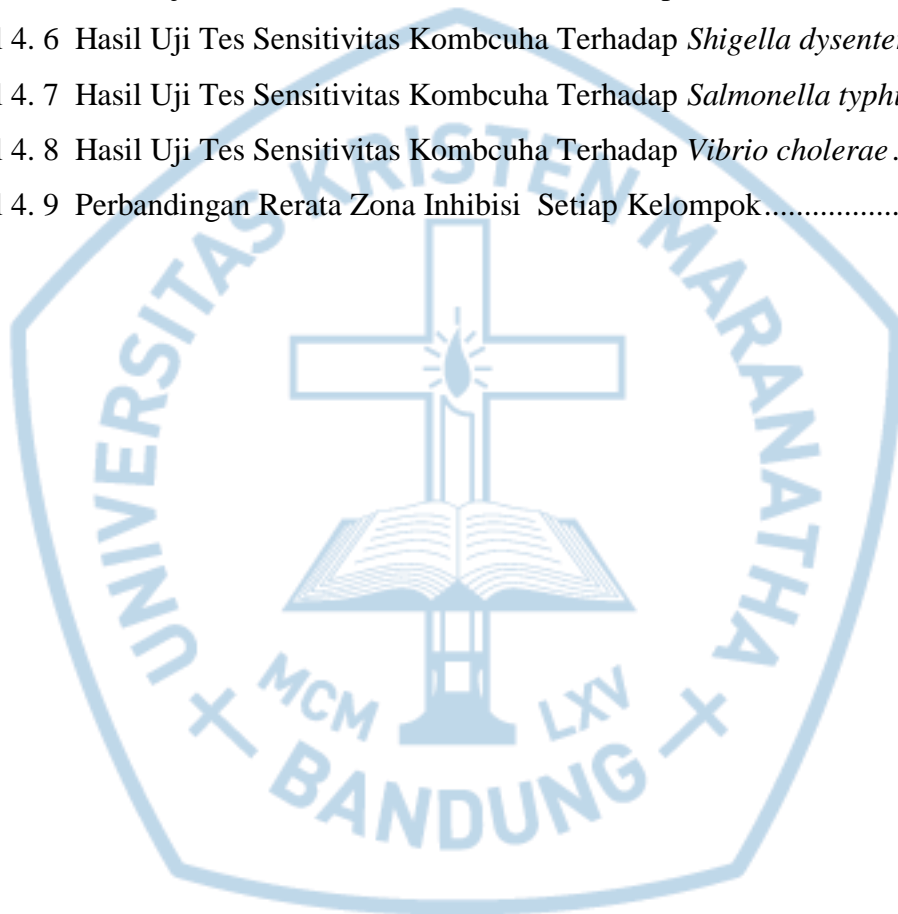 l 4. 6 Hasil Uji Tes Sensitivitas Kombcuha Terhadap Shigella dysenter
l 4. 7 Hasil Uji Tes Sensitivitas Kombcuha Terhadap Salmonella typhi
l 4. 8 Hasil Uji Tes Sensitivitas Kombcuha Terhadap Vibrio cholerae .
l 4. 9 Perbandingan Rerata Zona Inhibisi Setiap Kelompok..................
UNIVERSITAS KRISTEN MARANATHA
MCM LXV
BANDUNG